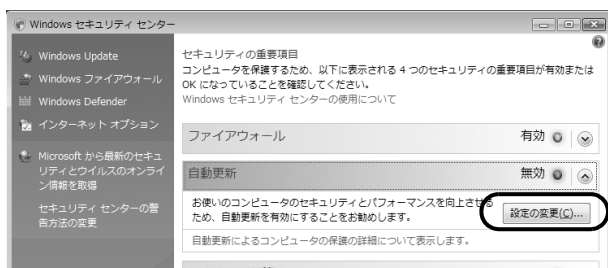 Windows セキュリティ センター
Windows Update
Windows ファイアウォール
Windows Defender
インターネット オプション
Microsoft から最新のセキュ
リティとウイルスのオンライ
ン情報を取得
セキュリティ センターの警
告方法の変更
セキュリティの重要項目
コンピュータを保護するため、以下に表示される 4 つのセキュリティの重要項目が有効または
OK になっていることを確認してください。
Windows セキュリティ センターの使用について
ファイアウォール 有効
自動更新 無効
お使いのコンピュータのセキュリティとパフォーマンスを向上させる
ため、自動更新を有効にすることをお勧めします。
設定の変更(C)...
自動更新によるコンピュータの保護の詳細について表示します。